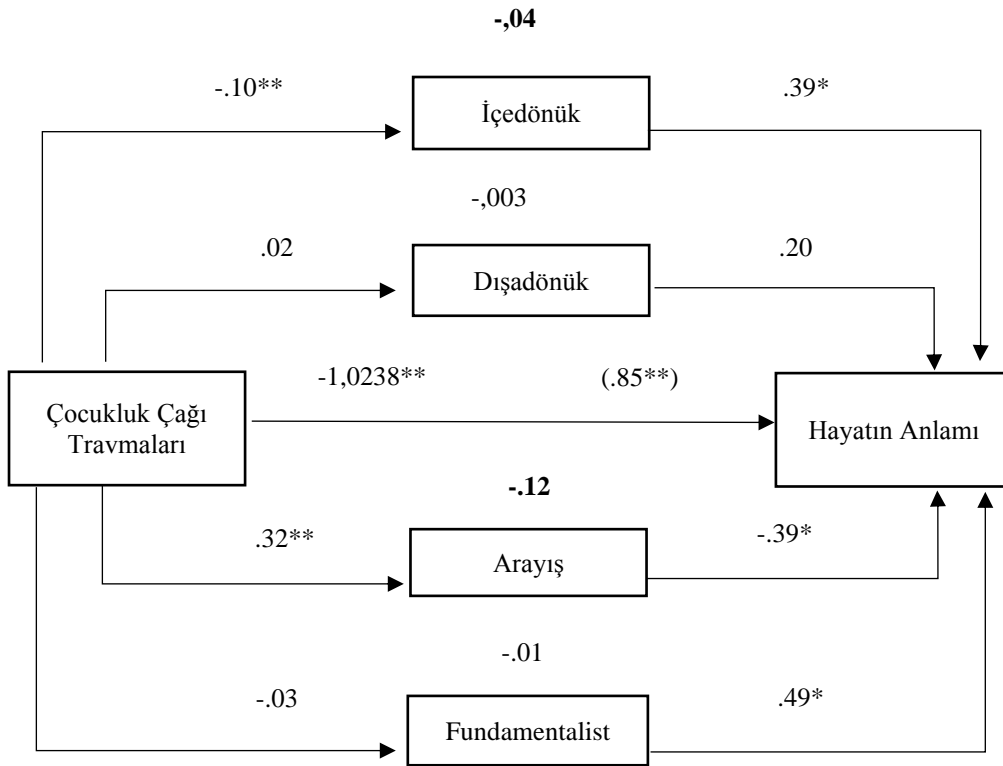 -,04
-.10**
.39*
İçedönük
-,003
.02
.20
Dışadönük
-1,0238**
(.85**)
Çocukluk Çağı
Travmaları
Hayatın Anlamı
-.12
.32**
-.39*
Arayış
-.01
-.03
.49*
Fundamentalist